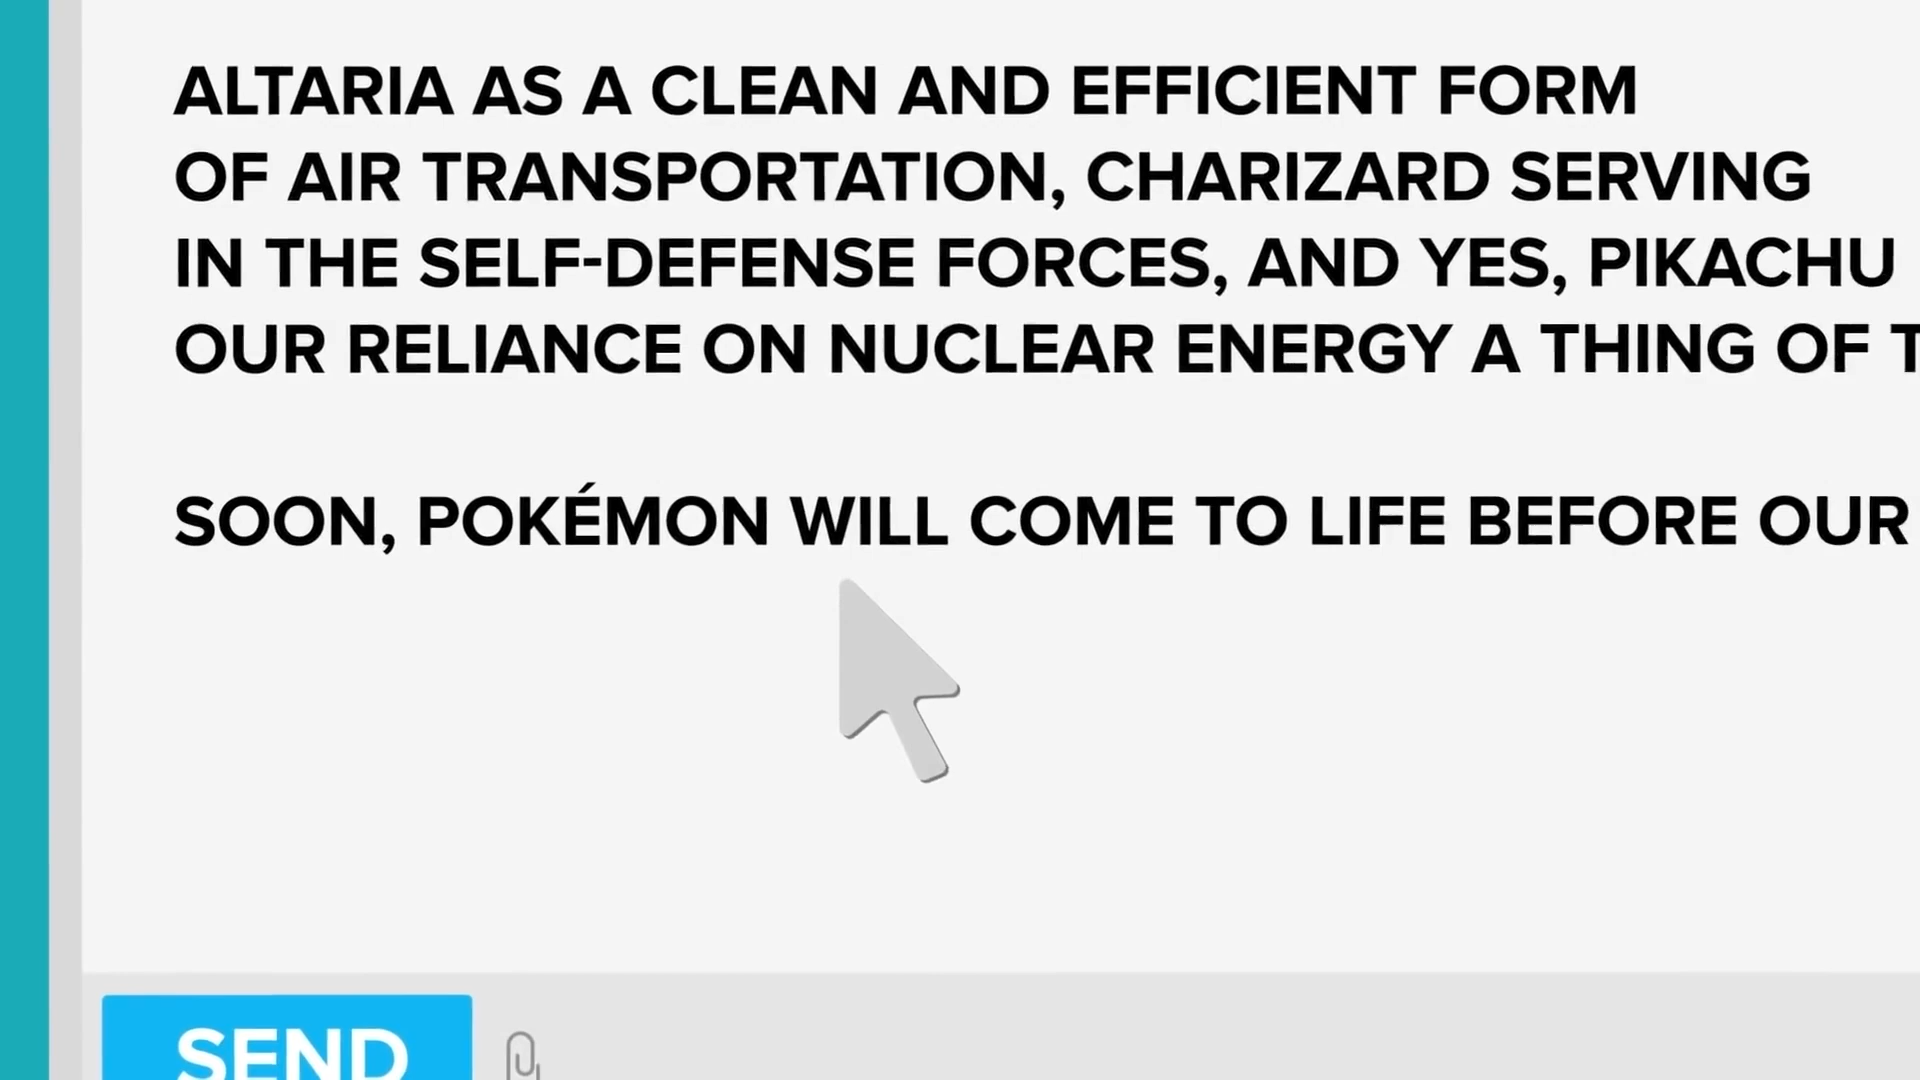 ALTARIA AS A CLEAN AND EFFICIENT FORM
OF AIR TRANSPORTATION, CHARIZARD SERVING
IN THE SELF-DEFENSE FORCES, AND YES, PIKACHU
OUR RELIANCE ON NUCLEAR ENERGY A THING OF T
SOON, POKÉMON WILL COME TO LIFE BEFORE OUR
SEND